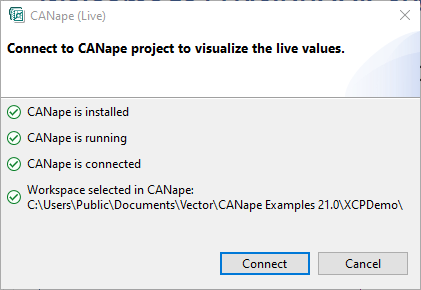 CANape (Live)
Connect to CANape project to visualize the live values.
CANape is installed
CANape is running
CANape is connected
Workspace selected in CANape:
C:\Users\Public\Documents\Vector\CANape Examples 21.0\XCPDemo\
Connect
Cancel